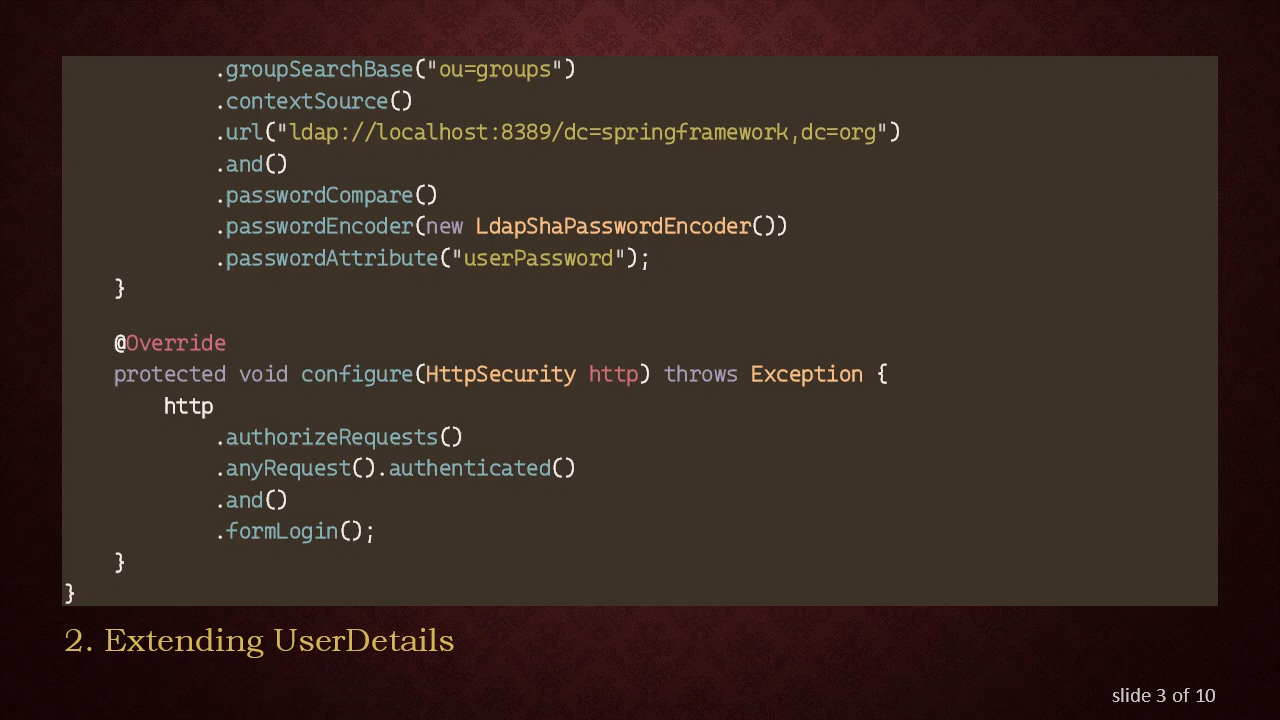 .groupSearchBase("ou=groups")
.contextSource()
.url("ldap://localhost:8389/dc=springframework,dc=org")
.and()
.passwordCompare()
.passwordEncoder(new LdapShaPasswordEncoder())
.passwordAttribute("userPassword");
}
@Override
protected void configure(HttpSecurity http) throws Exception {
http
.authorizeRequests()
.anyRequest().authenticated()
.and()
.formLogin();
}
}
2. Extending UserDetails
slide 3 of 10